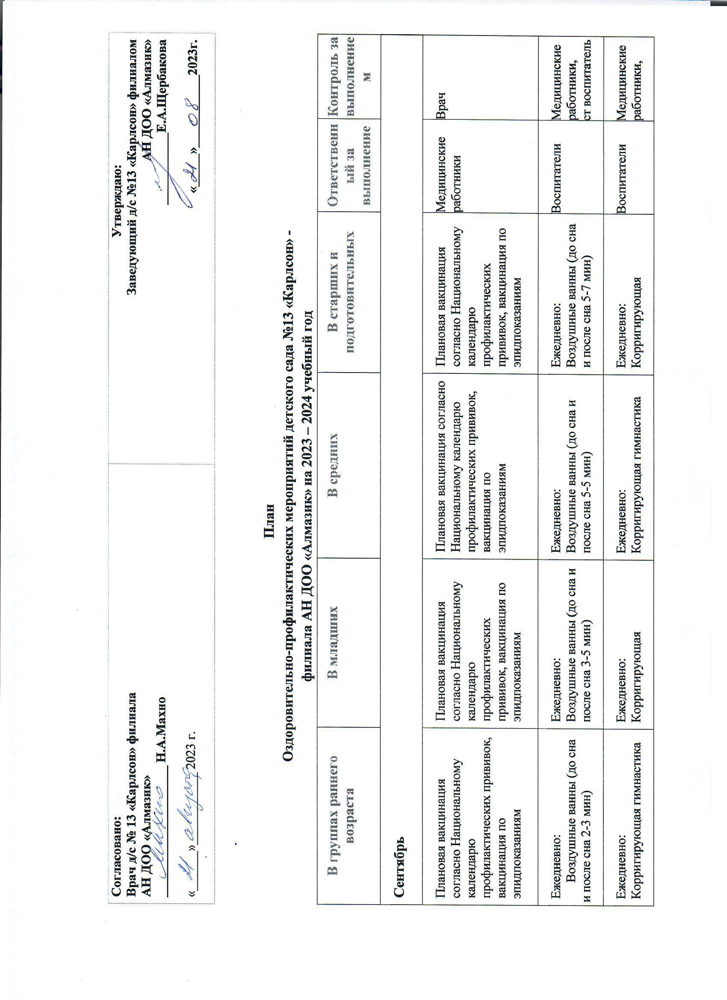 Согласовано:
Врач д/с № 13 «Карлсон» филиала
АН ДОО «Алмазик»
Махно Н.А.Махно
« 21 » августа 2023 г.
Утверждаю:
Заведующий д/с №13 «Карлсон» филиалом
АН ДОО «Алмазик»
Е.А.Щербакова
« 21 » 08 2023г.
План
Оздоровительно-профилактических мероприятий детского сада №13 «Карлсон» -
филиала АН ДОО «Алмазик» на 2023 – 2024 учебный год
В группах раннего
возраста
В младших
В средних
В старших и
подготовительных
Ответственн
ый за
выполнение
Контроль за
выполнение
м
Сентябрь
Плановая вакцинация
согласно Национальному
календарю
профилактических прививок,
вакцинация по
эпидпоказаниям
Плановая вакцинация
согласно Национальному
календарю
профилактических
прививок, вакцинация по
эпидпоказаниям
Плановая вакцинация согласно
Национальному календарю
профилактических прививок,
вакцинация по
эпидпоказаниям
Плановая вакцинация
согласно Национальному
календарю
профилактических
прививок, вакцинация по
эпидпоказаниям
Медицинские
работники
Врач
Ежедневно:
Воздушные ванны (до сна
и после сна 2-3 мин)
Ежедневно:
Воздушные ванны (до сна и
после сна 3-5 мин)
Ежедневно:
Воздушные ванны (до сна и
после сна 5-5 мин)
Ежедневно:
Воздушные ванны (до сна
и после сна 5-7 мин)
Воспитатели
Медицинские
работники,
ст воспитатель
Ежедневно:
Корригирующая гимнастика
Ежедневно:
Корригирующая
Ежедневно:
Корригирующая гимнастика
Ежедневно:
Корригирующая
Воспитатели
Медицинские
работники,